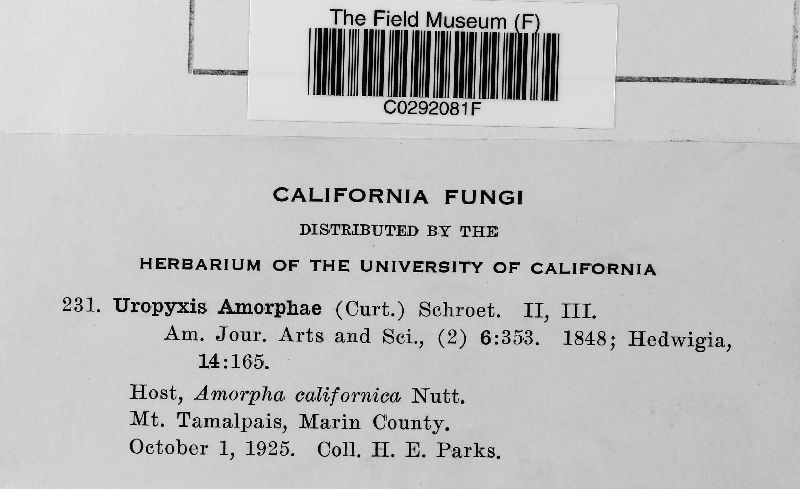 The Field Museum (F)
C0292081F
CALIFORNIA FUNGI
DISTRIBUTED BY THE
HERBARIUM OF THE UNIVERSITY OF CALIFORNIA
231. Uropyxis Amorphae (Curt.) Schroet. II, III.
Am. Jour. Arts and Sci., (2) 6:353. 1848; Hedwigia,
14:165.
Host, Amorpha californica Nutt.
Mt. Tamalpais, Marin County.
October 1, 1925. Coll. H. E. Parks.